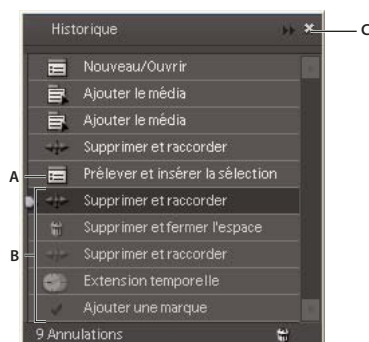 Historique
C
Nouveau/Ouvrir
Ajouter le média
Ajouter le média
Supprimer et raccorder
A
Prélever et insérer la sélection
Supprimer et raccorder
Supprimer et fermer l'espace
B
Supprimer et raccorder
Extension temporelle
Ajouter une marque
9 Annulations